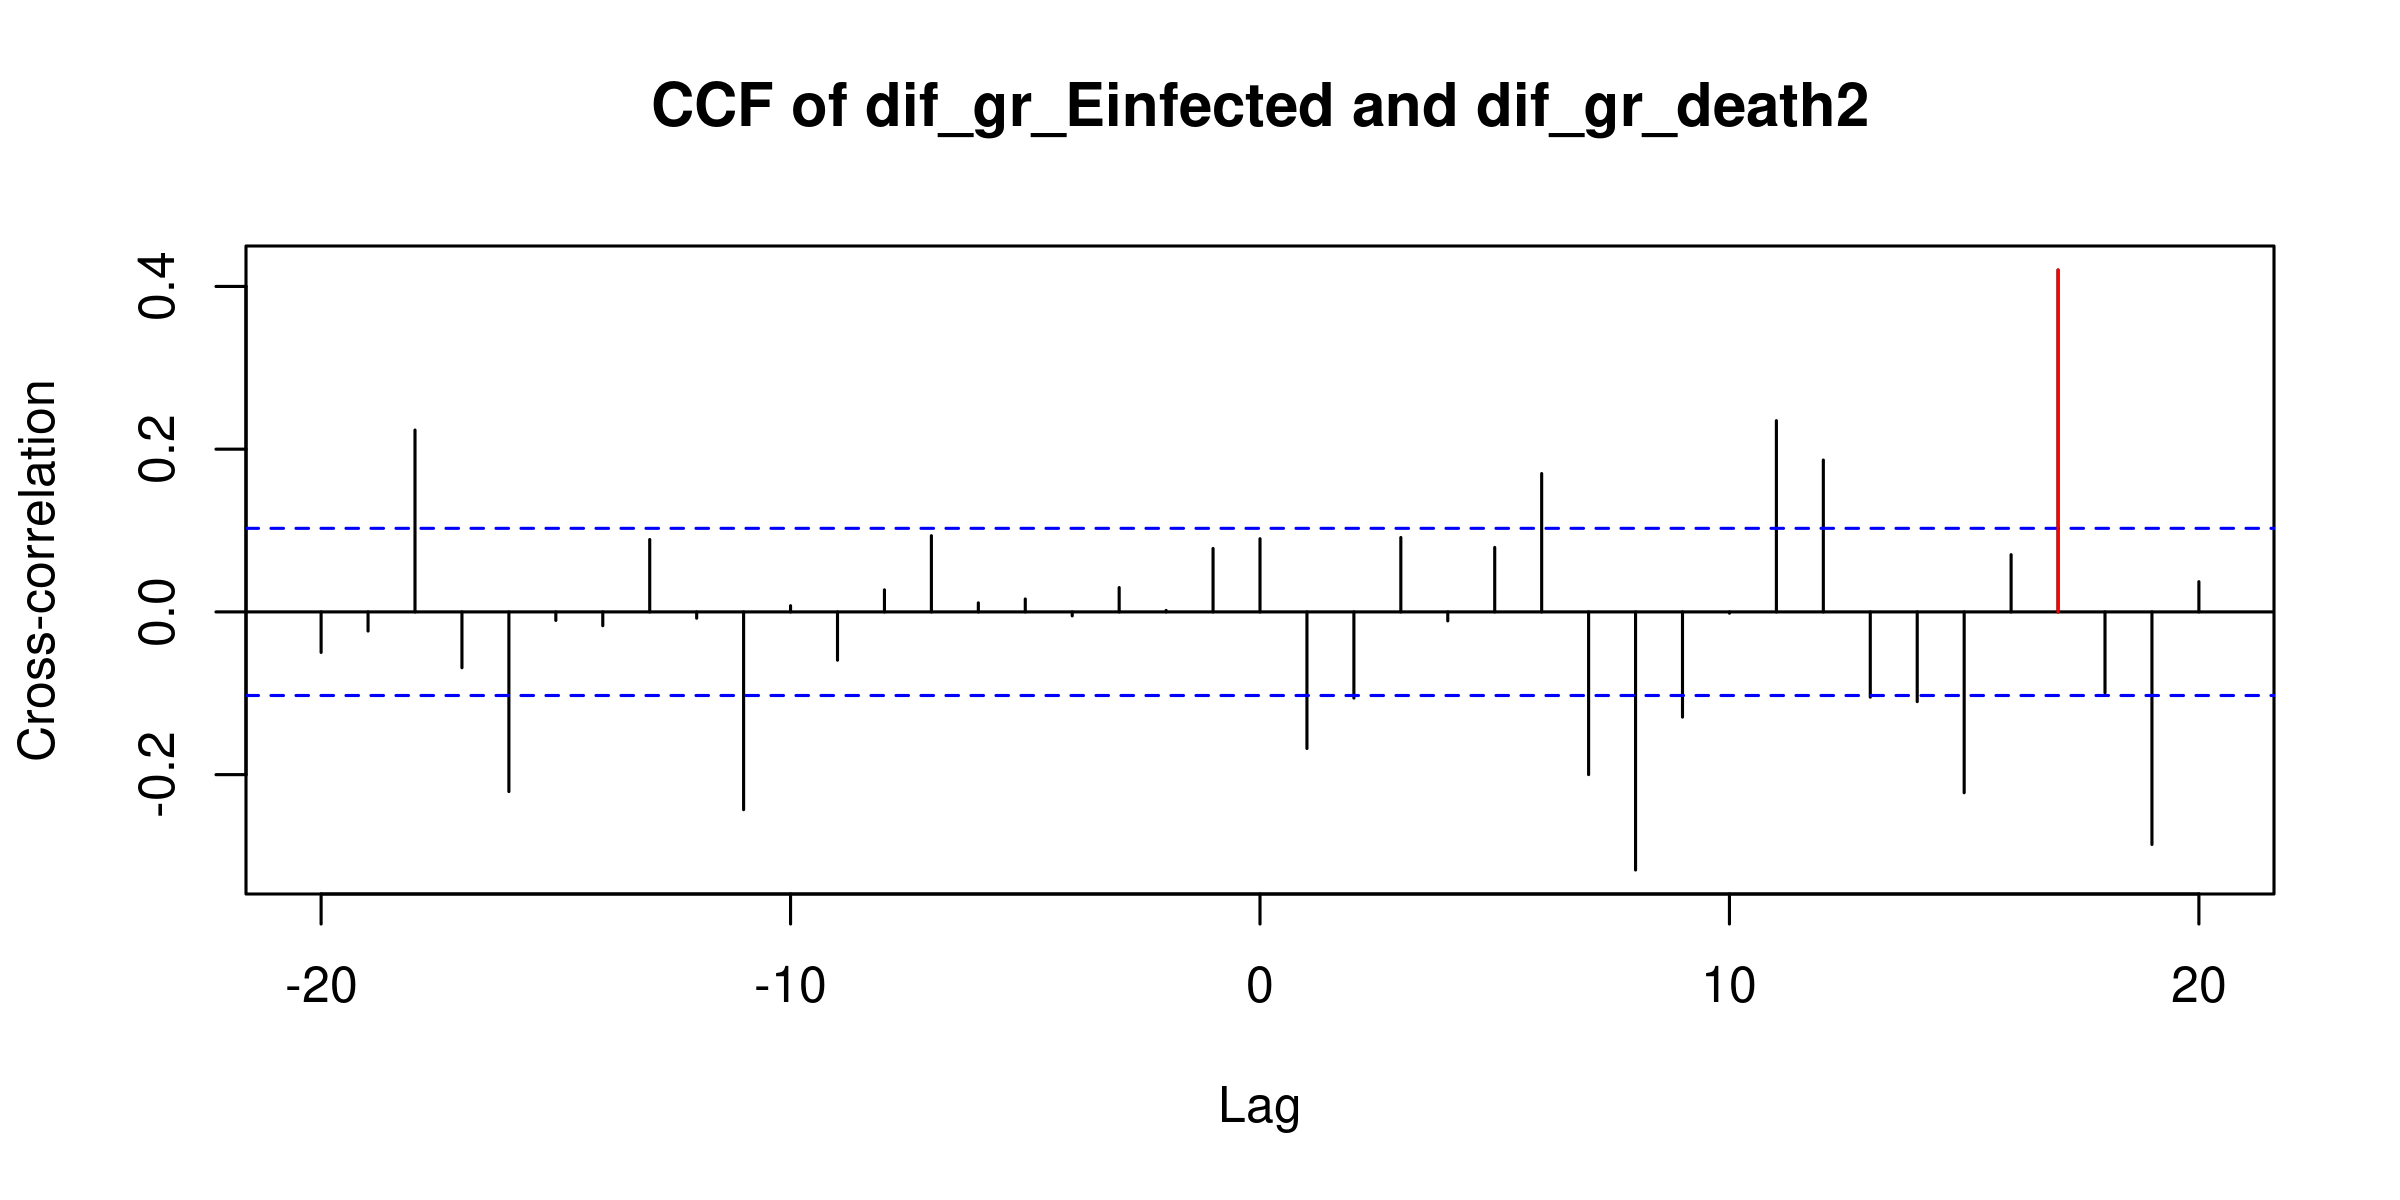 CCF of dif_gr_Einfected and dif_gr_death2
Cross-correlation
0.4
0.2
0.0
-0.2
-20 -10 0 10 20
Lag